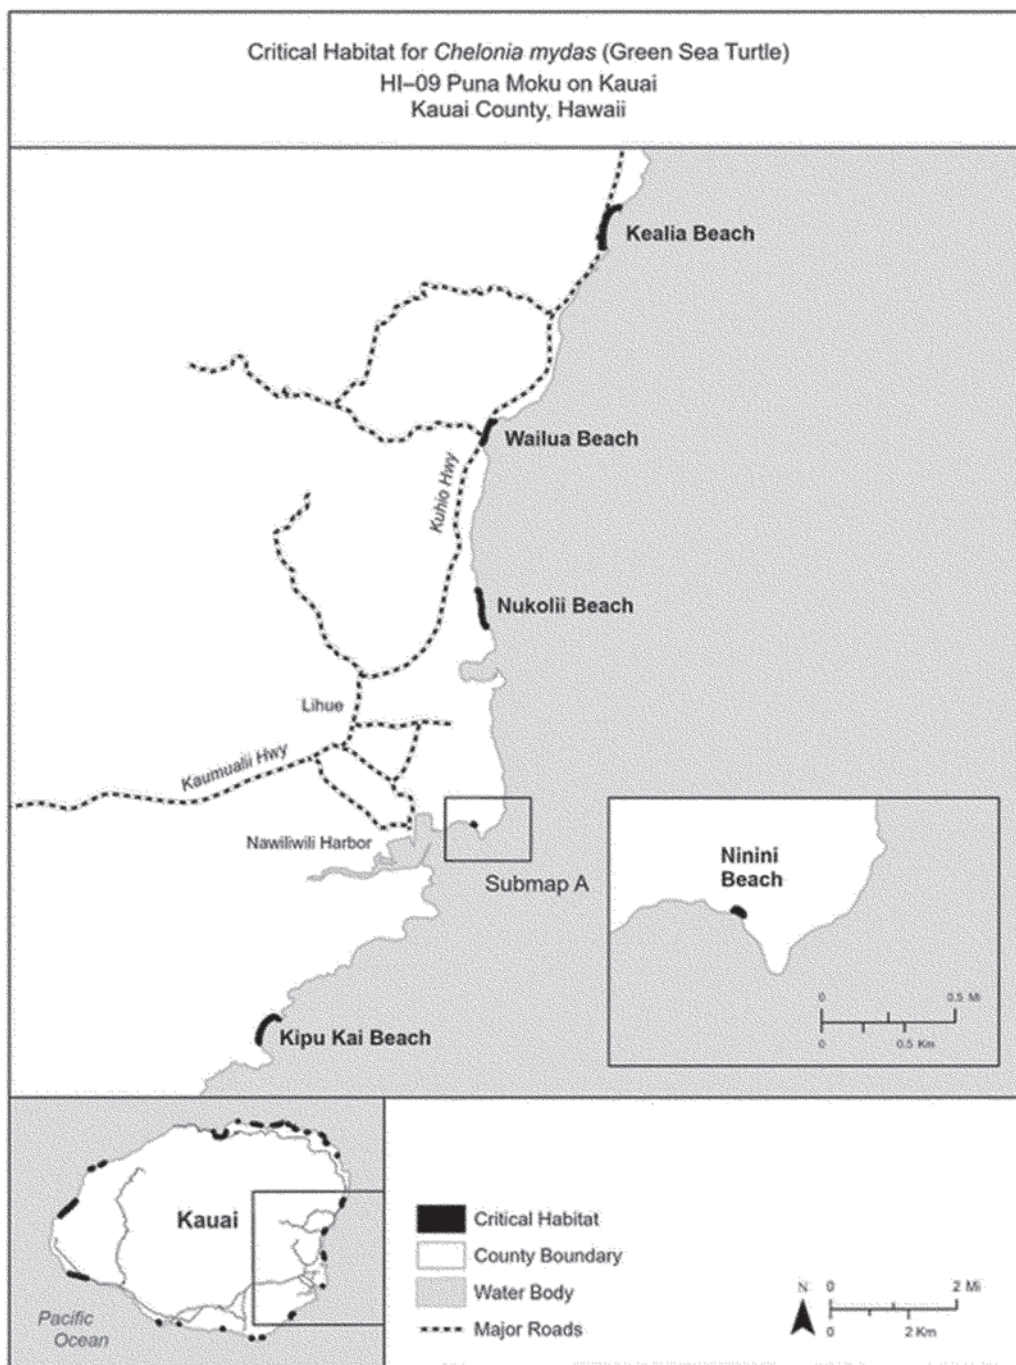 Critical Habitat for Chelonia mydas (Green Sea Turtle)
HI–09 Puna Moku on Kauai
Kauai County, Hawaii
Kealia Beach
Wailua Beach
Kuhio Hwy
Nukolii Beach
Lihue
Kaumualii Hwy
Nawiliwili Harbor
Submap A
Ninini
Beach
0 0.5 Mi
0 0.5 Km
Kipu Kai Beach
Kauai
Pacific
Ocean
Critical Habitat
County Boundary
Water Body
Major Roads
N
0 2 Mi
0 2 Km